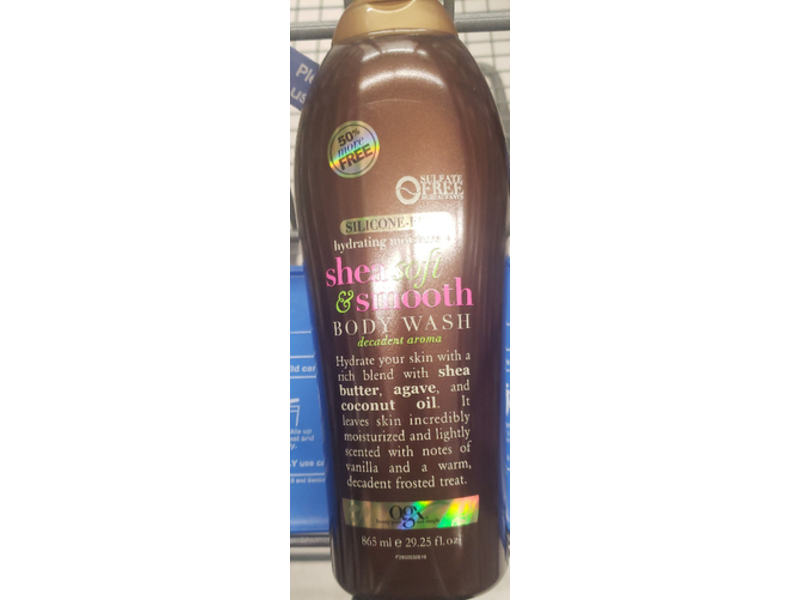 50%
more
FREE
SULFATE
FREE
SURFACTANTS
SILICONE-F
hydrating
shea soft
& smooth
BODY WASH
decadent aroma
Hydrate your skin with a
rich blend with shea
butter, agave, and
coconut oil. It
leaves skin incredibly
moisturized and lightly
scented with notes of
vanilla and a warm,
decadent frosted treat.
ogx
865 ml e 29.25 fl.oz